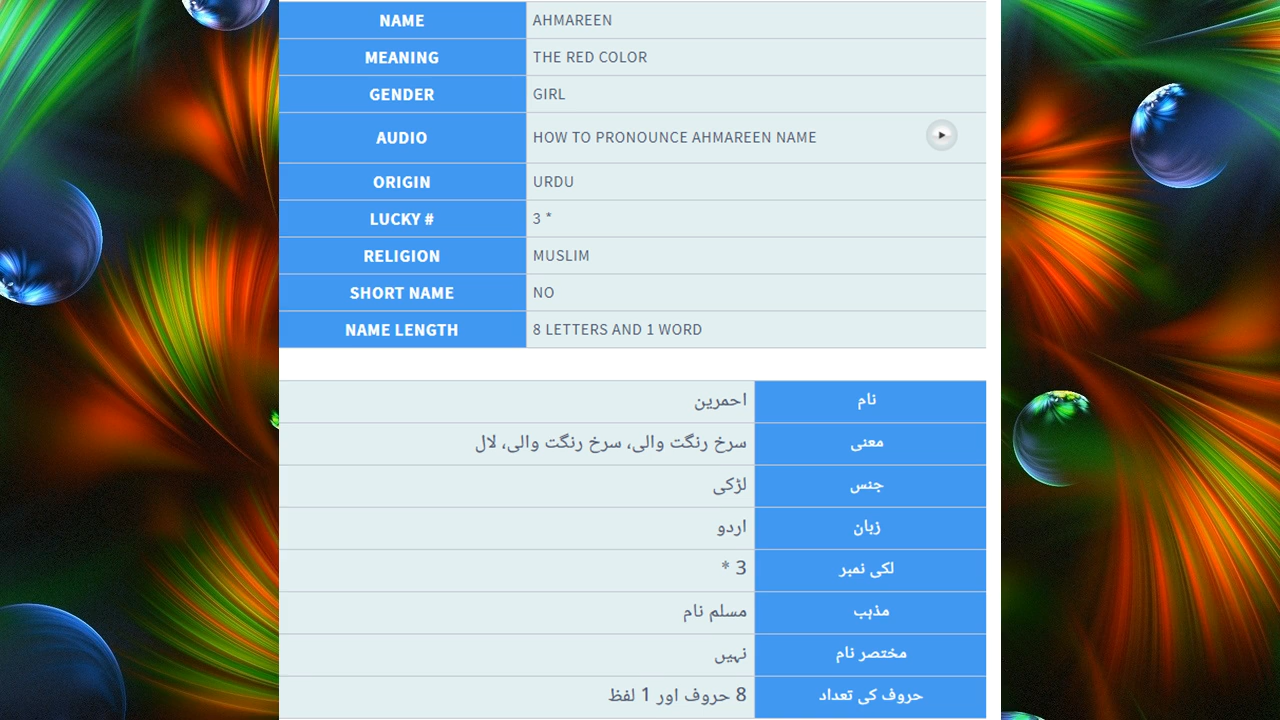 NAME AHMAREEN
MEANING THE RED COLOR
GENDER GIRL
AUDIO HOW TO PRONOUNCE AHMAREEN NAME
ORIGIN URDU
LUCKY # 3 *
RELIGION MUSLIM
SHORT NAME NO
NAME LENGTH 8 LETTERS AND 1 WORD
نام احمرین
معنی سرخ رنگت والی، سرخ رنگت والی، لال
جنس لڑکی
زبان اردو
لکی نمبر 3 *
مذہب مسلم نام
مختصر نام نہیں
حروف کی تعداد 8 حروف اور 1 لفظ